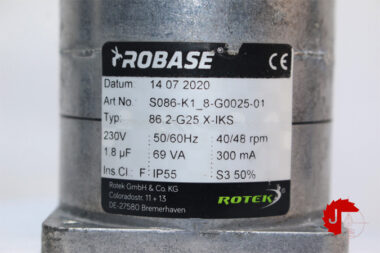 ROBASE CE
Datum: 14 07 2020
Art No. S086-K1_8-G0025-01
Typ: 86.2-G25 X-IKS
230V 50/60Hz 40/48 rpm
1.8 µF 69 VA 300 mA
Ins.Cl.: F IP55 S3 50%
Rotek GmbH & Co. KG
Coloradostr. 11 + 13
DE-27580 Bremerhaven
ROTEK